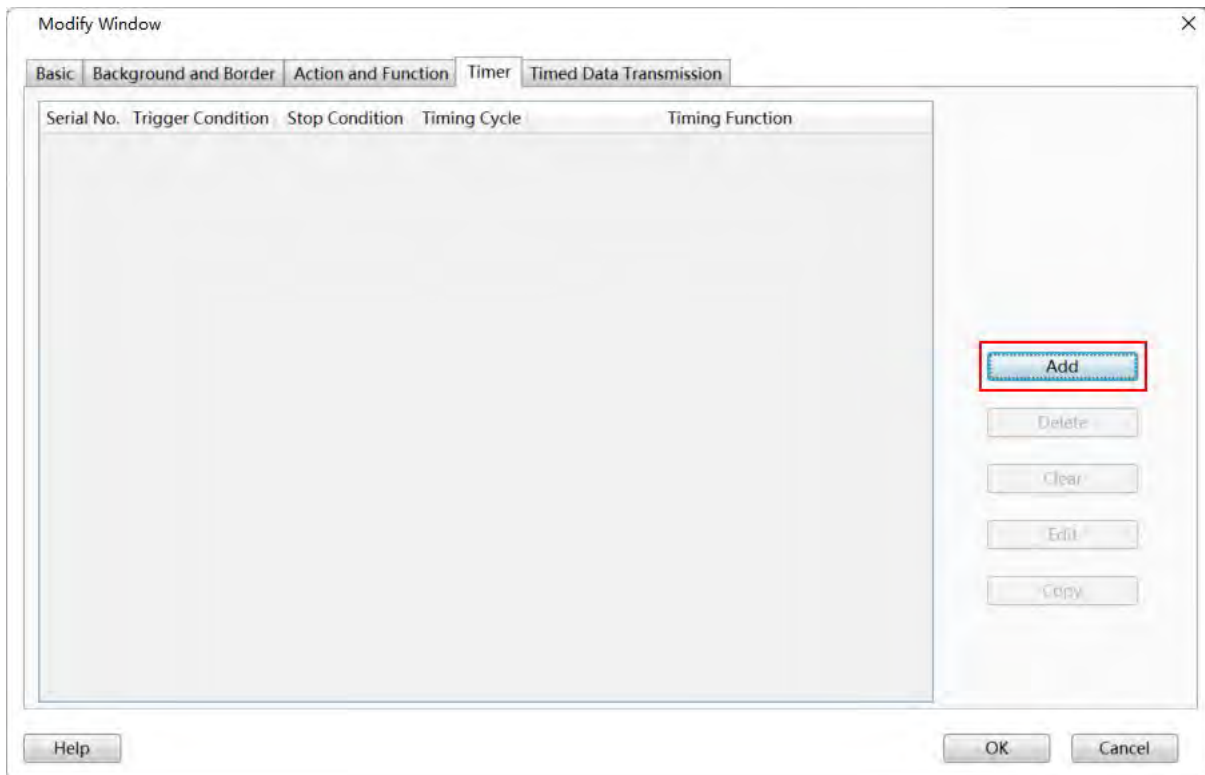 Modify Window
Basic Background and Border Action and Function Timer Timed Data Transmission
Serial No. Trigger Condition Stop Condition Timing Cycle Timing Function
Add
Delete
Clear
Edit
Copy
Help OK Cancel